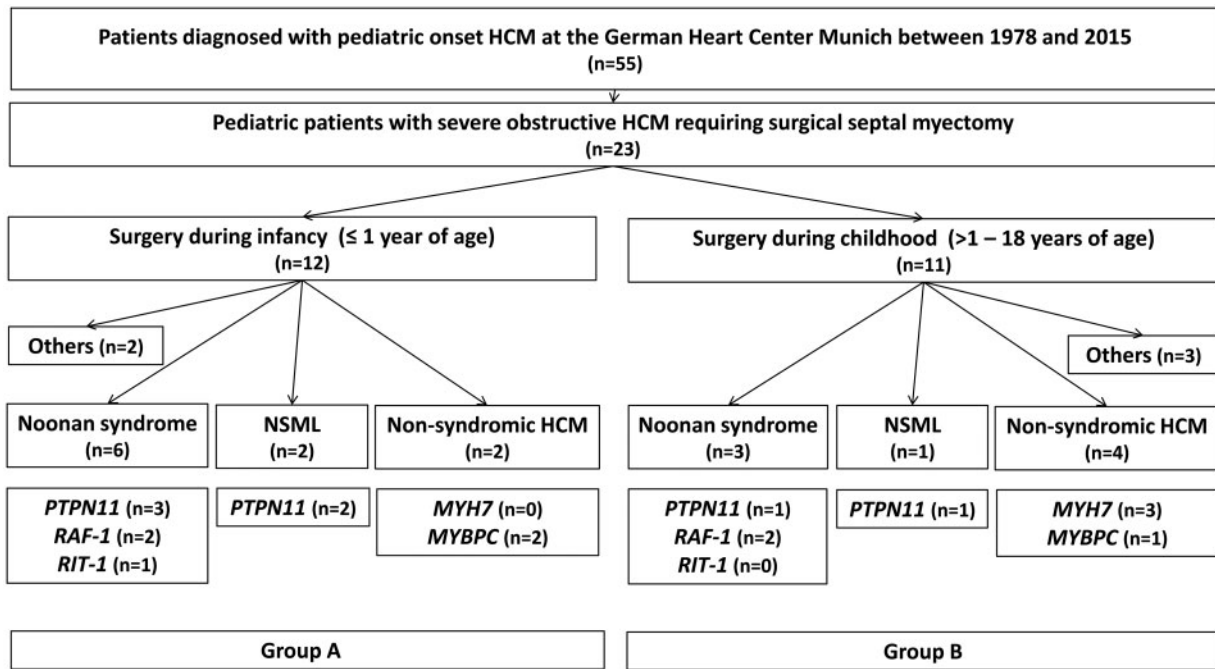 Patients diagnosed with pediatric onset HCM at the German Heart Center Munich between 1978 and 2015
(n=55)
Pediatric patients with severe obstructive HCM requiring surgical septal myectomy
(n=23)
Surgery during infancy (≤ 1 year of age)
(n=12)
Others (n=2)
Noonan syndrome
(n=6)
NSML
(n=2)
Non-syndromic HCM
(n=2)
PTPN11 (n=3)
RAF-1 (n=2)
RIT-1 (n=1)
PTPN11 (n=2)
MYH7 (n=0)
MYBPC (n=2)
Group A
Surgery during childhood (>1 – 18 years of age)
(n=11)
Others (n=3)
Noonan syndrome
(n=3)
NSML
(n=1)
Non-syndromic HCM
(n=4)
PTPN11 (n=1)
RAF-1 (n=2)
RIT-1 (n=0)
PTPN11 (n=1)
MYH7 (n=3)
MYBPC (n=1)
Group B